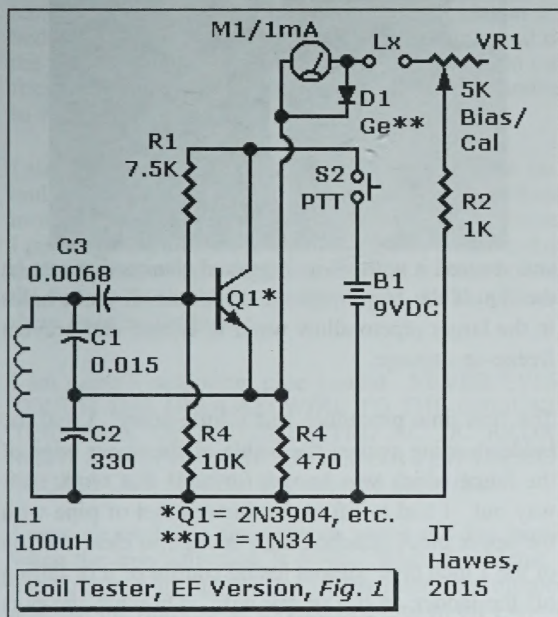 M1/1mA
Lx
VR1
D1
Ge**
5K
Bias/
Cal
R1
7.5K
S2
PTT
R2
1K
C3
0.0068
Q1*
B1
9VDC
C1
0.015
C2
330
R4
10K
R4
470
L1
100uH
*Q1= 2N3904, etc.
**D1 = 1N34
JT
Hawes,
2015
Coil Tester, EF Version, Fig. 1